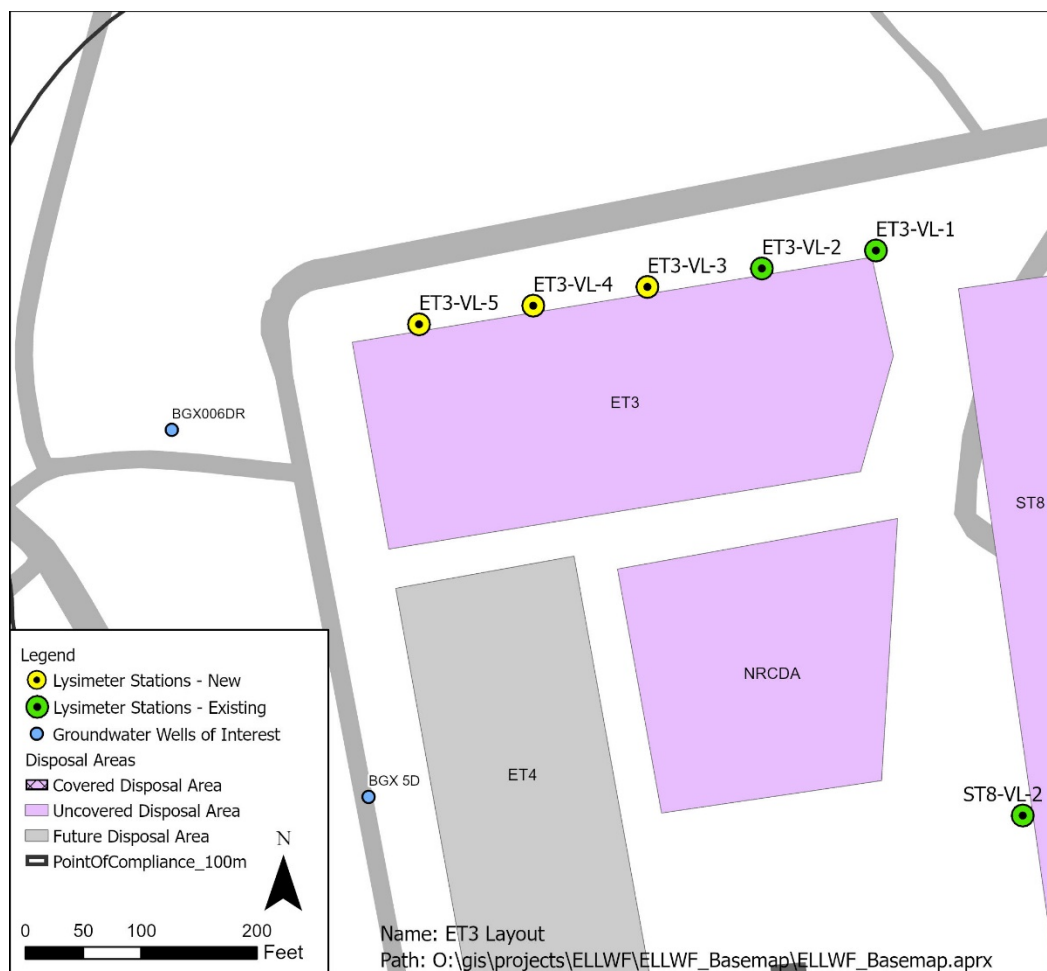 ET3-VL-1
ET3-VL-2
ET3-VL-3
ET3-VL-4
ET3-VL-5
ET3
BGX006DR
ST8
NRCDA
ET4
BGX 5D
ST8-VL-2
Legend
Lysimeter Stations - New
Lysimeter Stations - Existing
Groundwater Wells of Interest
Disposal Areas
Covered Disposal Area
Uncovered Disposal Area
Future Disposal Area
PointOfCompliance_100m
N
0 50 100 200
Feet
Name: ET3 Layout
Path: O:\gis\projects\ELLWF\ELLWF_Basemap\ELLWF_Basemap.aprx